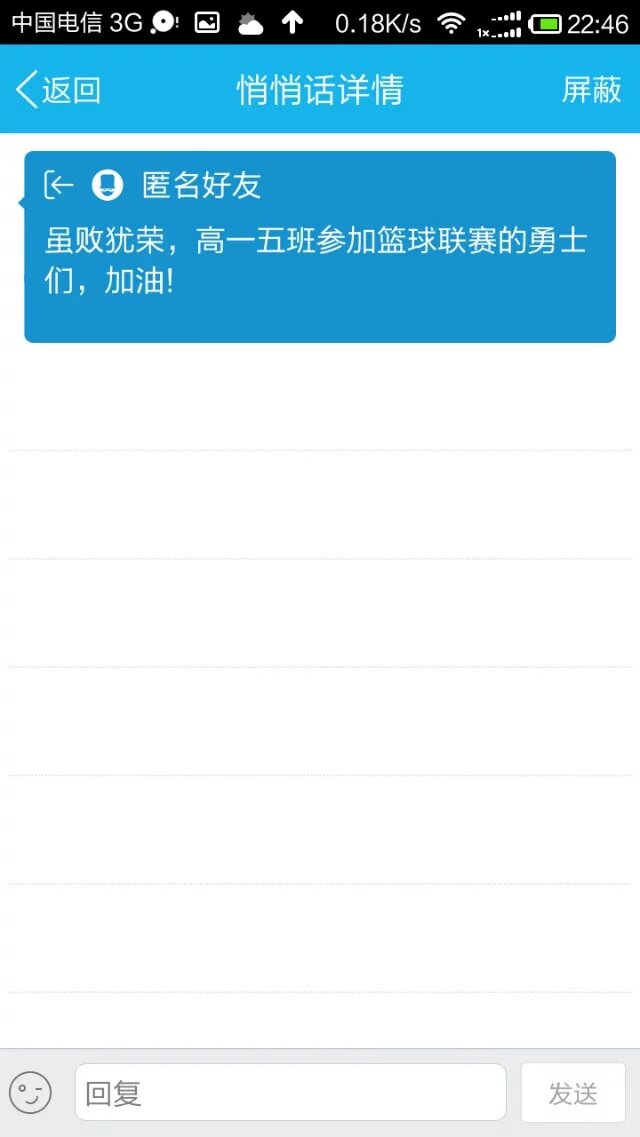 中国电信 3G 0.18K/s 1x 22:46
返回 悄悄话详情 屏蔽
匿名好友
虽败犹荣，高一五班参加篮球联赛的勇士
们，加油!
回复 发送